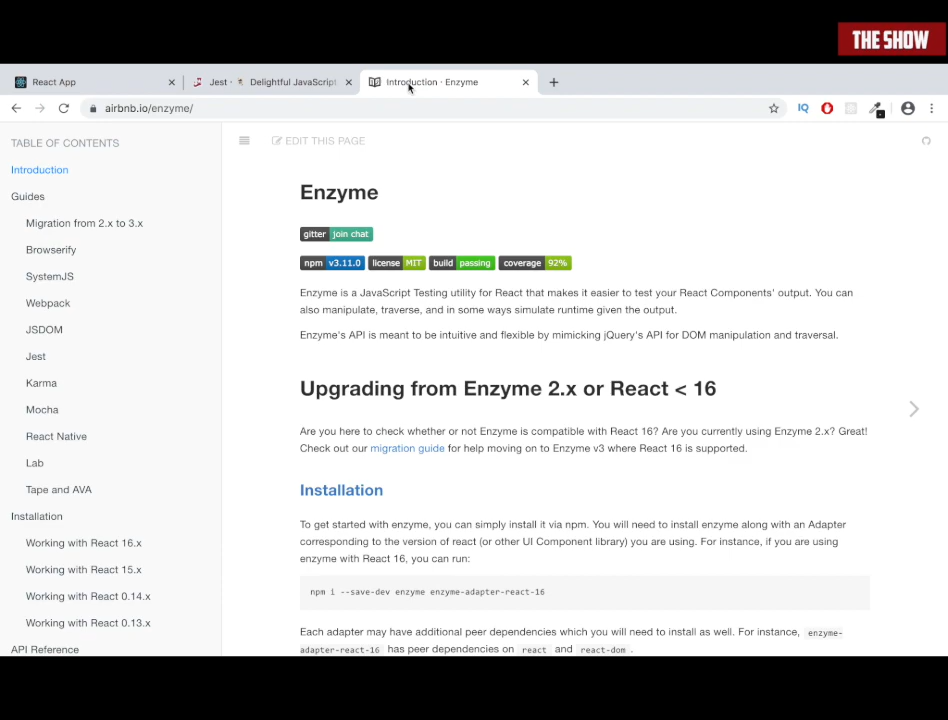 THE SHOW
React App
Jest · Delightful JavaScript
Introduction · Enzyme
airbnb.io/enzyme/
IQ
TABLE OF CONTENTS
EDIT THIS PAGE
Introduction
Guides
Migration from 2.x to 3.x
Browserify
SystemJS
Webpack
JSDOM
Jest
Karma
Mocha
React Native
Lab
Tape and AVA
Installation
Working with React 16.x
Working with React 15.x
Working with React 0.14.x
Working with React 0.13.x
API Reference
Enzyme
gitter join chat
npm v3.11.0 license MIT build passing coverage 92%
Enzyme is a JavaScript Testing utility for React that makes it easier to test your React Components' output. You can
also manipulate, traverse, and in some ways simulate runtime given the output.
Enzyme's API is meant to be intuitive and flexible by mimicking jQuery's API for DOM manipulation and traversal.
Upgrading from Enzyme 2.x or React < 16
Are you here to check whether or not Enzyme is compatible with React 16? Are you currently using Enzyme 2.x? Great!
Check out our migration guide for help moving on to Enzyme v3 where React 16 is supported.
Installation
To get started with enzyme, you can simply install it via npm. You will need to install enzyme along with an Adapter
corresponding to the version of react (or other UI Component library) you are using. For instance, if you are using
enzyme with React 16, you can run:
npm i --save-dev enzyme enzyme-adapter-react-16
Each adapter may have additional peer dependencies which you will need to install as well. For instance, enzyme-
adapter-react-16 has peer dependencies on react and react-dom .